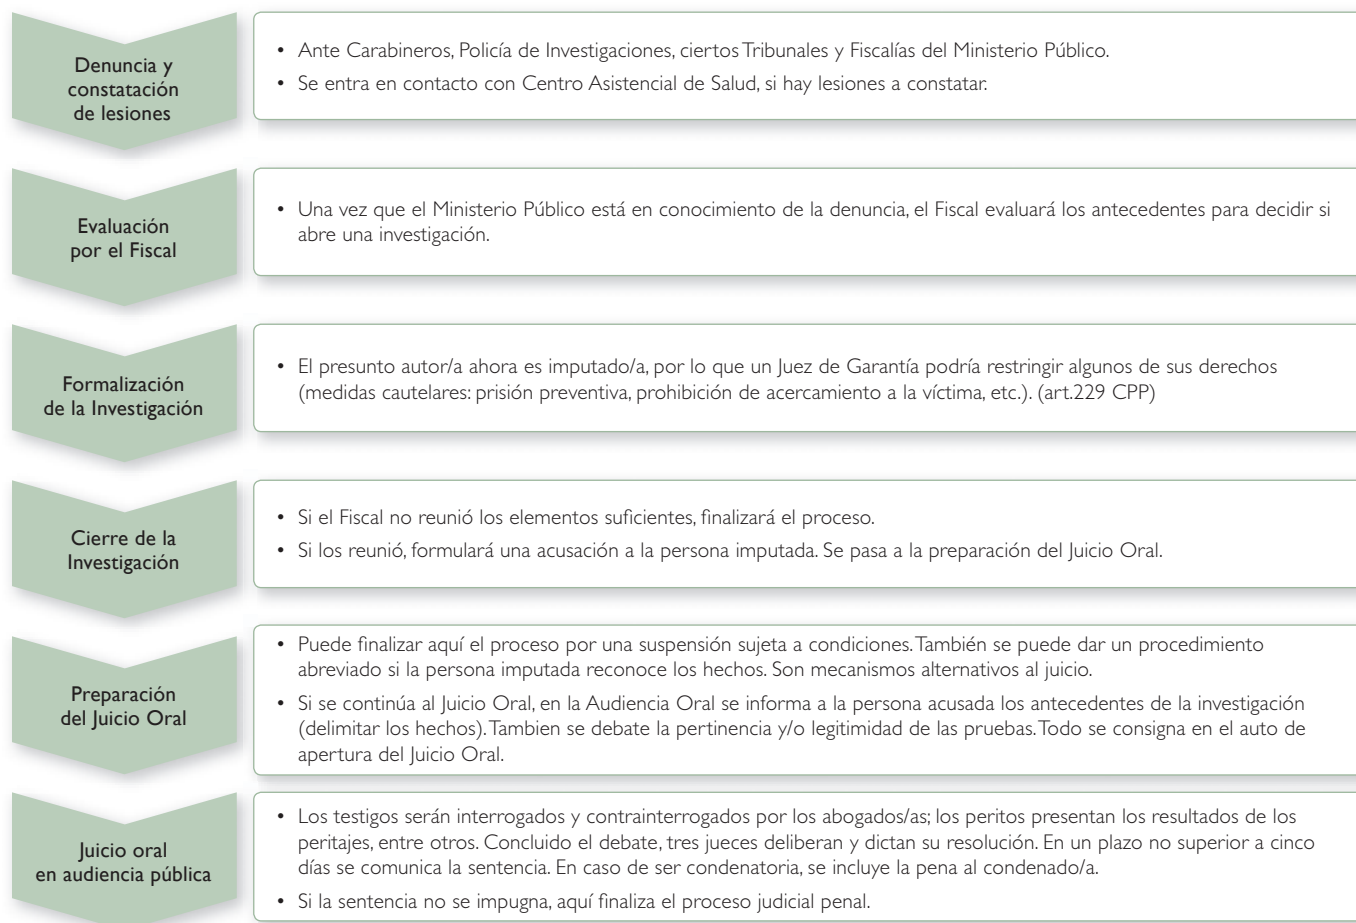 Denuncia y
constatación
de lesiones
• Ante Carabineros, Policía de Investigaciones, ciertos Tribunales y Fiscalías del Ministerio Público.
• Se entra en contacto con Centro Asistencial de Salud, si hay lesiones a constatar.
Evaluación
por el Fiscal
• Una vez que el Ministerio Público está en conocimiento de la denuncia, el Fiscal evaluará los antecedentes para decidir si
abre una investigación.
Formalización
de la Investigación
• El presunto autor/a ahora es imputado/a, por lo que un Juez de Garantía podría restringir algunos de sus derechos
(medidas cautelares: prisión preventiva, prohibición de acercamiento a la víctima, etc.). (art.229 CPP)
Cierre de la
Investigación
• Si el Fiscal no reunió los elementos suficientes, finalizará el proceso.
• Si los reunió, formulará una acusación a la persona imputada. Se pasa a la preparación del Juicio Oral.
Preparación
del Juicio Oral
• Puede finalizar aquí el proceso por una suspensión sujeta a condiciones. También se puede dar un procedimiento
abreviado si la persona imputada reconoce los hechos. Son mecanismos alternativos al juicio.
• Si se continúa al Juicio Oral, en la Audiencia Oral se informa a la persona acusada los antecedentes de la investigación
(delimitar los hechos). Tambien se debate la pertinencia y/o legitimidad de las pruebas. Todo se consigna en el auto de
apertura del Juicio Oral.
Juicio oral
en audiencia pública
• Los testigos serán interrogados y contrainterrogados por los abogados/as; los peritos presentan los resultados de los
peritajes, entre otros. Concluido el debate, tres jueces deliberan y dictan su resolución. En un plazo no superior a cinco
días se comunica la sentencia. En caso de ser condenatoria, se incluye la pena al condenado/a.
• Si la sentencia no se impugna, aquí finaliza el proceso judicial penal.